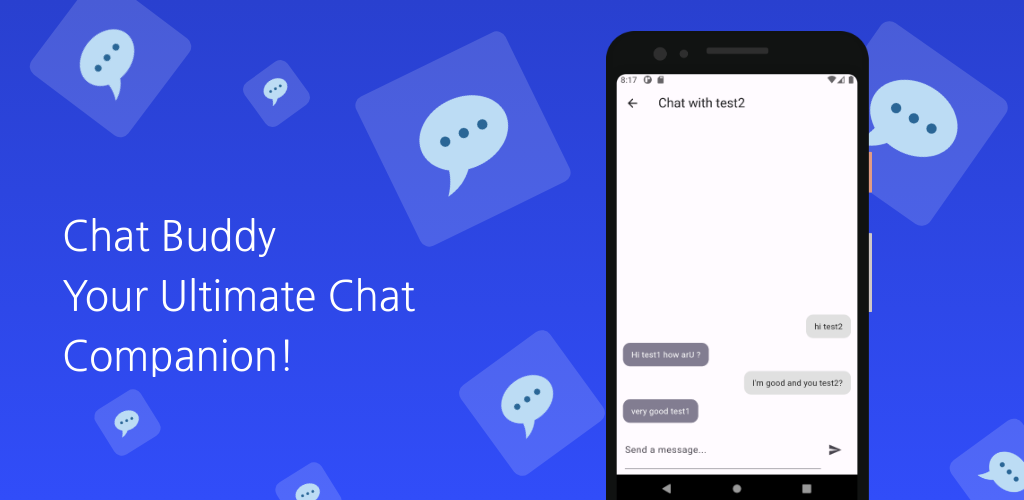 Chat Buddy
Your Ultimate Chat
Companion!
8:17
Chat with test2
hi test2
Hi test1 how arU ?
I'm good and you test2?
very good test1
Send a message...